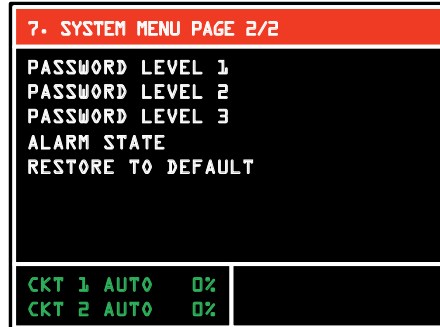 7. SYSTEM MENU PAGE 2/2
PASSWORD LEVEL 1
PASSWORD LEVEL 2
PASSWORD LEVEL 3
ALARM STATE
RESTORE TO DEFAULT
CKT 1 AUTO 0%
CKT 2 AUTO 0%